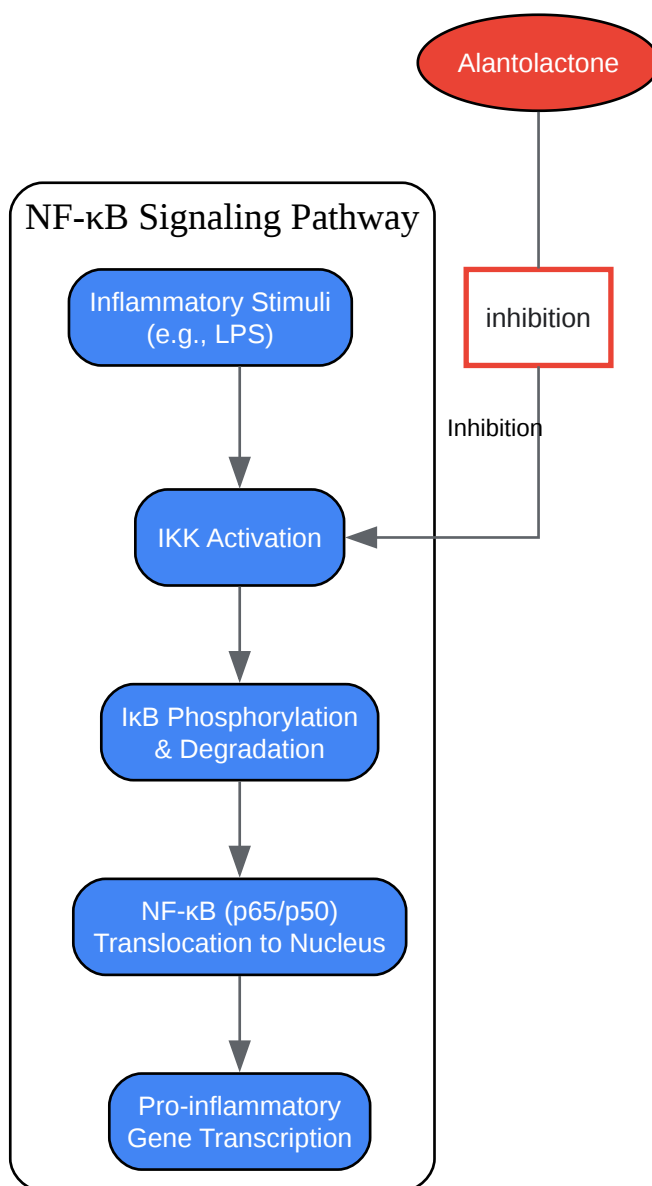 Alantolactone
NF-κB Signaling Pathway
Inflammatory Stimuli
(e.g., LPS)
inhibition
Inhibition
IKK Activation
IκB Phosphorylation
& Degradation
NF-κB (p65/p50)
Translocation to Nucleus
Pro-inflammatory
Gene Transcription